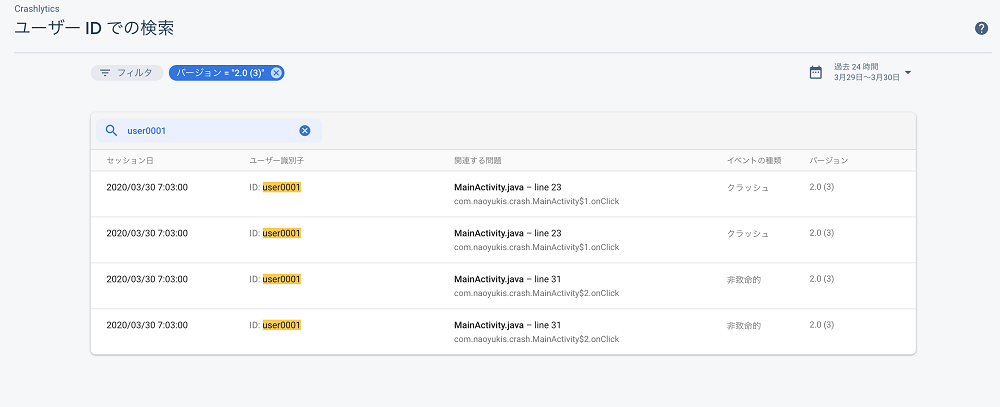 Crashlytics
ユーザー ID での検索
フィルタ
バージョン = "2.0 (3)"
過去 24 時間
3月29日～3月30日
user0001
セッション日 ユーザー識別子 関連する問題 イベントの種類 バージョン
2020/03/30 7:03:00 ID: user0001 MainActivity.java – line 23 クラッシュ 2.0 (3)
com.naoyukis.crash.MainActivity$1.onClick
2020/03/30 7:03:00 ID: user0001 MainActivity.java – line 23 クラッシュ 2.0 (3)
com.naoyukis.crash.MainActivity$1.onClick
2020/03/30 7:03:00 ID: user0001 MainActivity.java – line 31 非致命的 2.0 (3)
com.naoyukis.crash.MainActivity$2.onClick
2020/03/30 7:03:00 ID: user0001 MainActivity.java – line 31 非致命的 2.0 (3)
com.naoyukis.crash.MainActivity$2.onClick